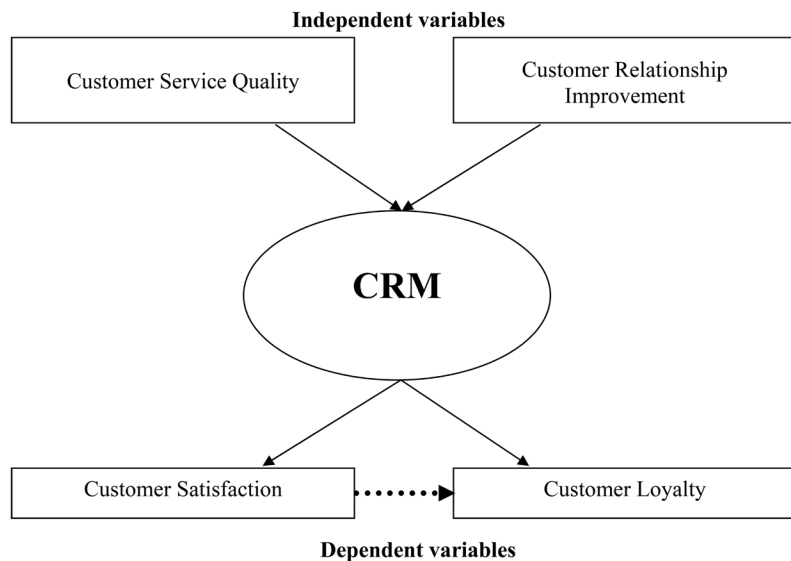 Independent variables
Customer Service Quality
Customer Relationship
Improvement
CRM
Customer Satisfaction
Customer Loyalty
Dependent variables